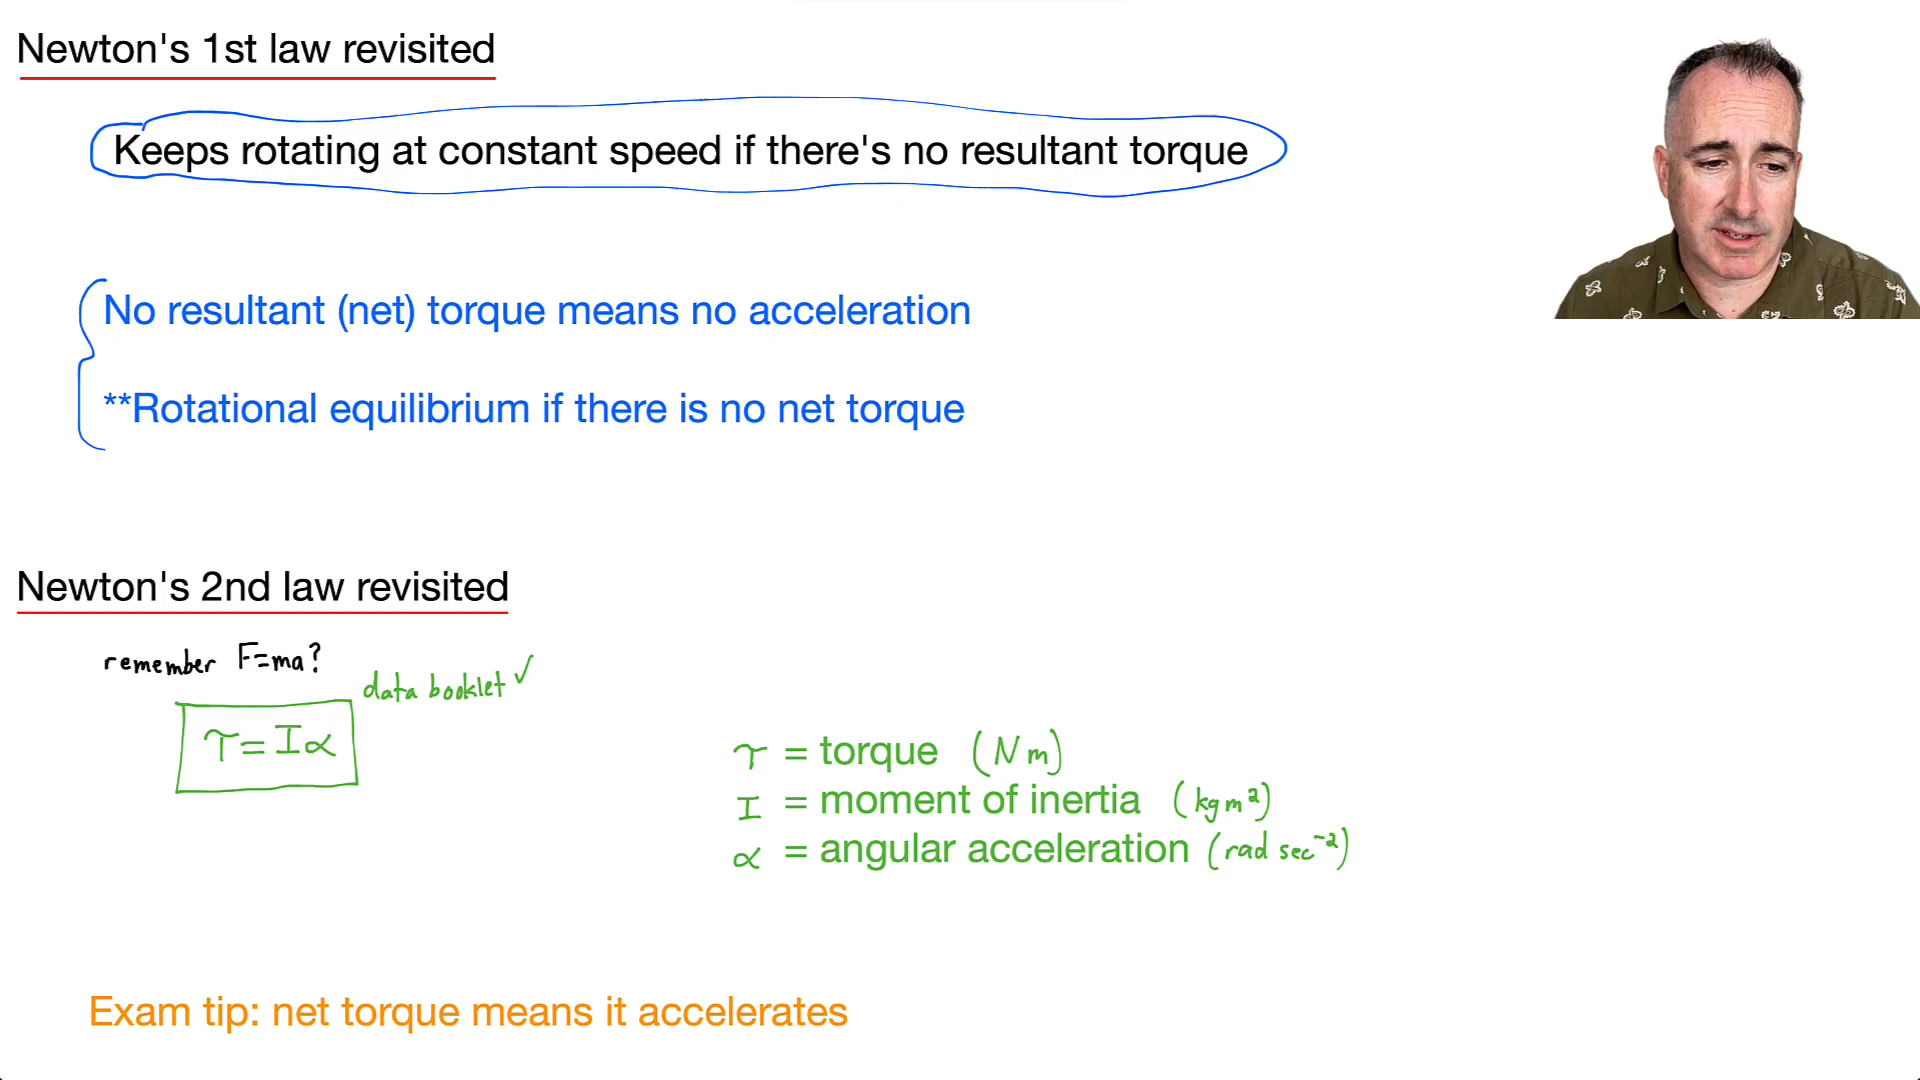 Newton's 1st law revisited
Keeps rotating at constant speed if there's no resultant torque
No resultant (net) torque means no acceleration
**Rotational equilibrium if there is no net torque
Newton's 2nd law revisited
remember F=ma?
data booklet ✓
τ = I α
τ = torque (N m)
I = moment of inertia (kg m²)
α = angular acceleration (rad sec⁻²)
Exam tip: net torque means it accelerates